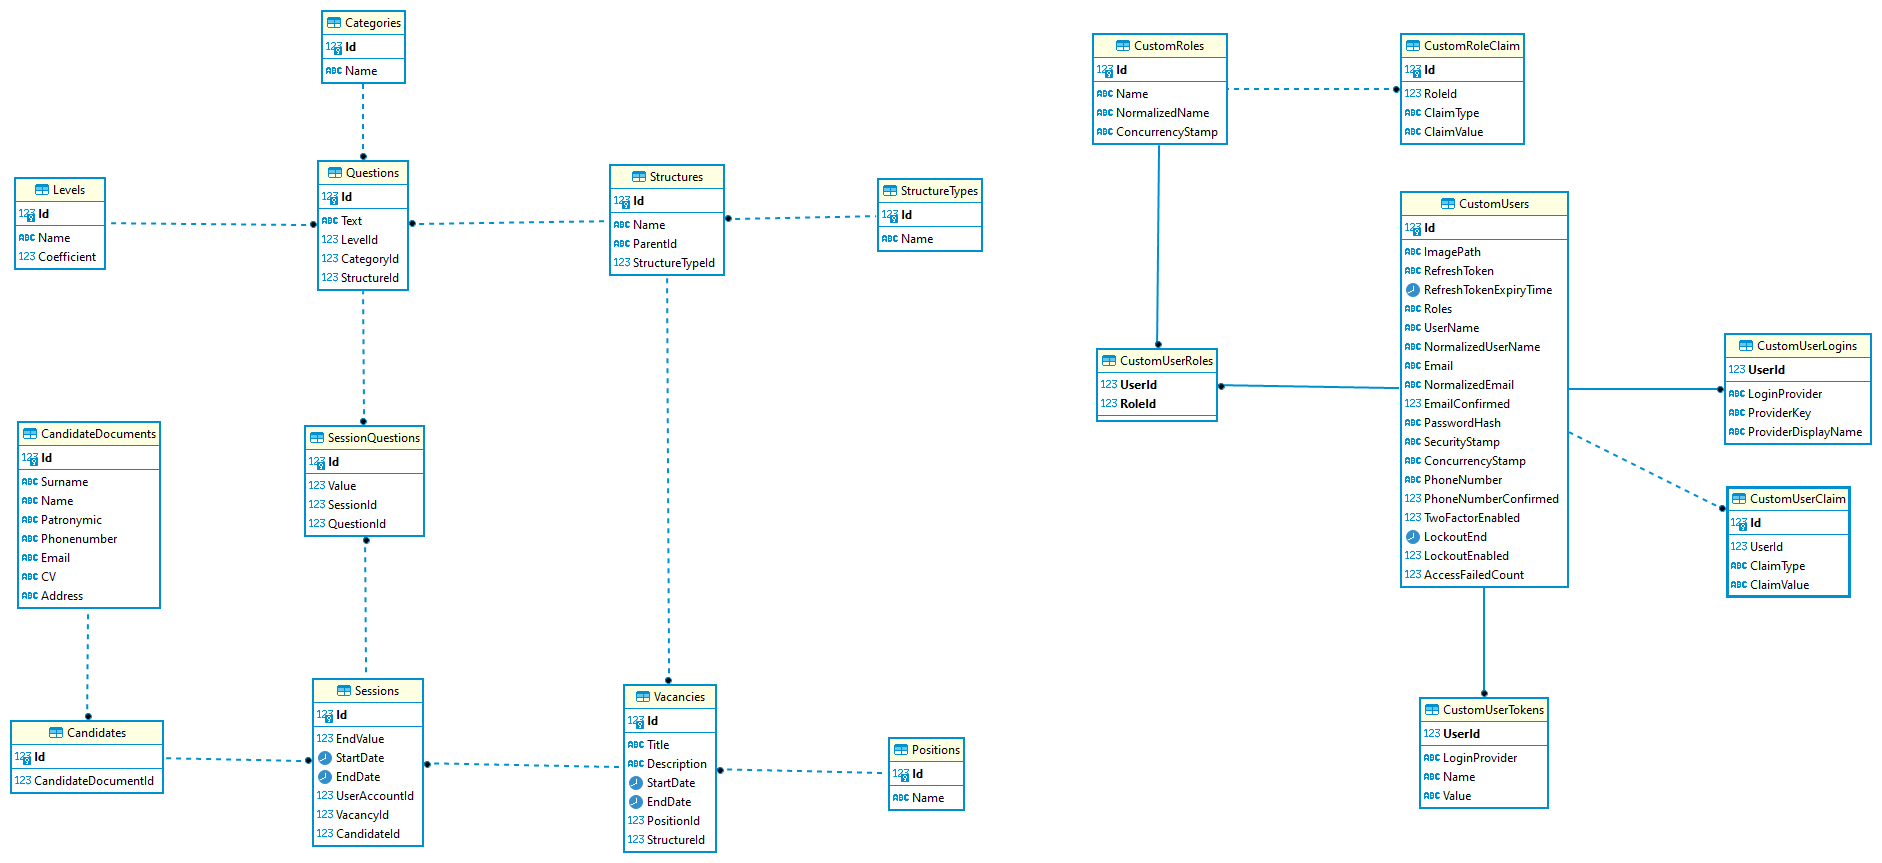 Categories
123 Id
ABC Name
Levels
123 Id
ABC Name
123 Coefficient
Questions
123 Id
ABC Text
123 LevelId
123 CategoryId
123 StructureId
Structures
123 Id
ABC Name
ABC ParentId
123 StructureTypeId
StructureTypes
123 Id
ABC Name
CandidateDocuments
123 Id
ABC Surname
ABC Name
ABC Patronymic
ABC Phonenumber
ABC Email
ABC CV
ABC Address
SessionQuestions
123 Id
123 Value
123 SessionId
123 QuestionId
Candidates
123 Id
123 CandidateDocumentId
Sessions
123 Id
123 EndValue
StartDate
EndDate
123 UserAccountId
123 VacancyId
123 CandidateId
Vacancies
123 Id
ABC Title
ABC Description
StartDate
EndDate
123 PositionId
123 StructureId
Positions
123 Id
ABC Name
CustomRoles
123 Id
ABC Name
ABC NormalizedName
ABC ConcurrencyStamp
CustomRoleClaim
123 Id
123 RoleId
ABC ClaimType
ABC ClaimValue
CustomUserRoles
123 UserId
123 RoleId
CustomUsers
123 Id
ABC ImagePath
ABC RefreshToken
RefreshTokenExpiryTime
ABC Roles
ABC UserName
ABC NormalizedUserName
ABC Email
ABC NormalizedEmail
123 EmailConfirmed
ABC PasswordHash
ABC SecurityStamp
ABC ConcurrencyStamp
ABC PhoneNumber
123 PhoneNumberConfirmed
123 TwoFactorEnabled
LockoutEnd
123 LockoutEnabled
123 AccessFailedCount
CustomUserLogins
123 UserId
ABC LoginProvider
ABC ProviderKey
ABC ProviderDisplayName
CustomUserClaim
123 Id
123 UserId
ABC ClaimType
ABC ClaimValue
CustomUserTokens
123 UserId
ABC LoginProvider
ABC Name
ABC Value